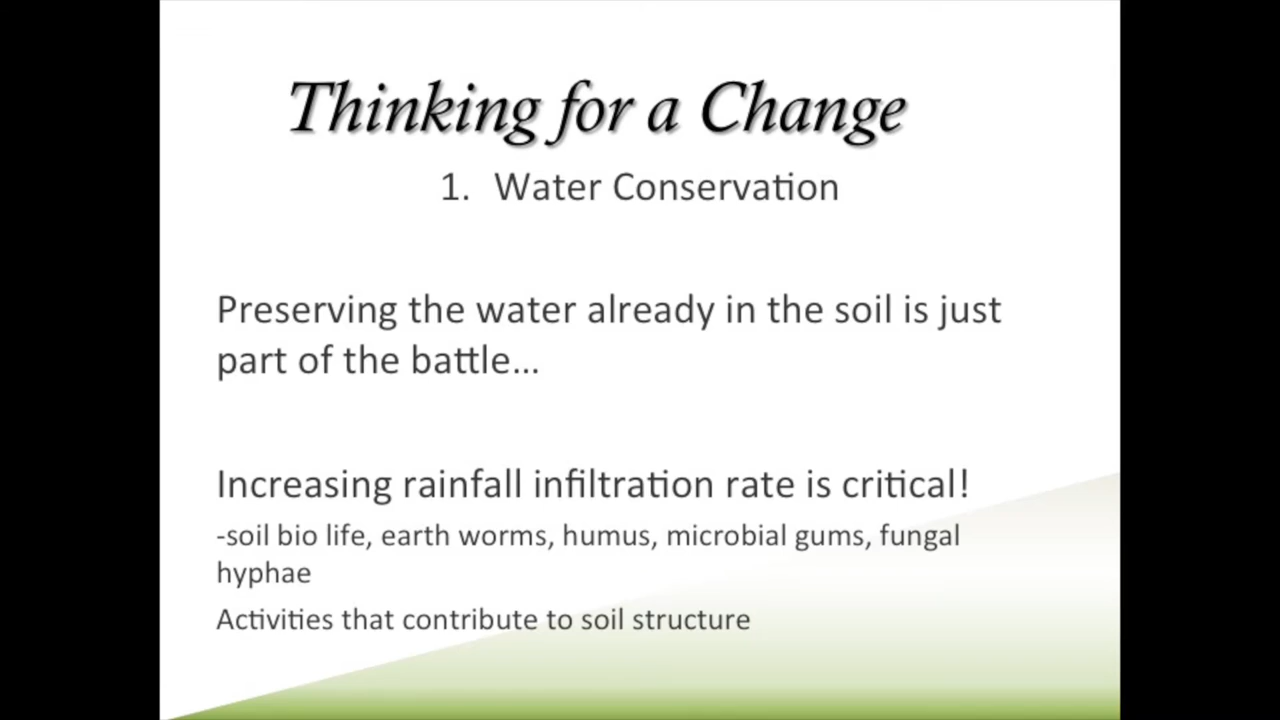 Thinking for a Change
1. Water Conservation
Preserving the water already in the soil is just
part of the battle...
Increasing rainfall infiltration rate is critical!
-soil bio life, earth worms, humus, microbial gums, fungal
hyphae
Activities that contribute to soil structure